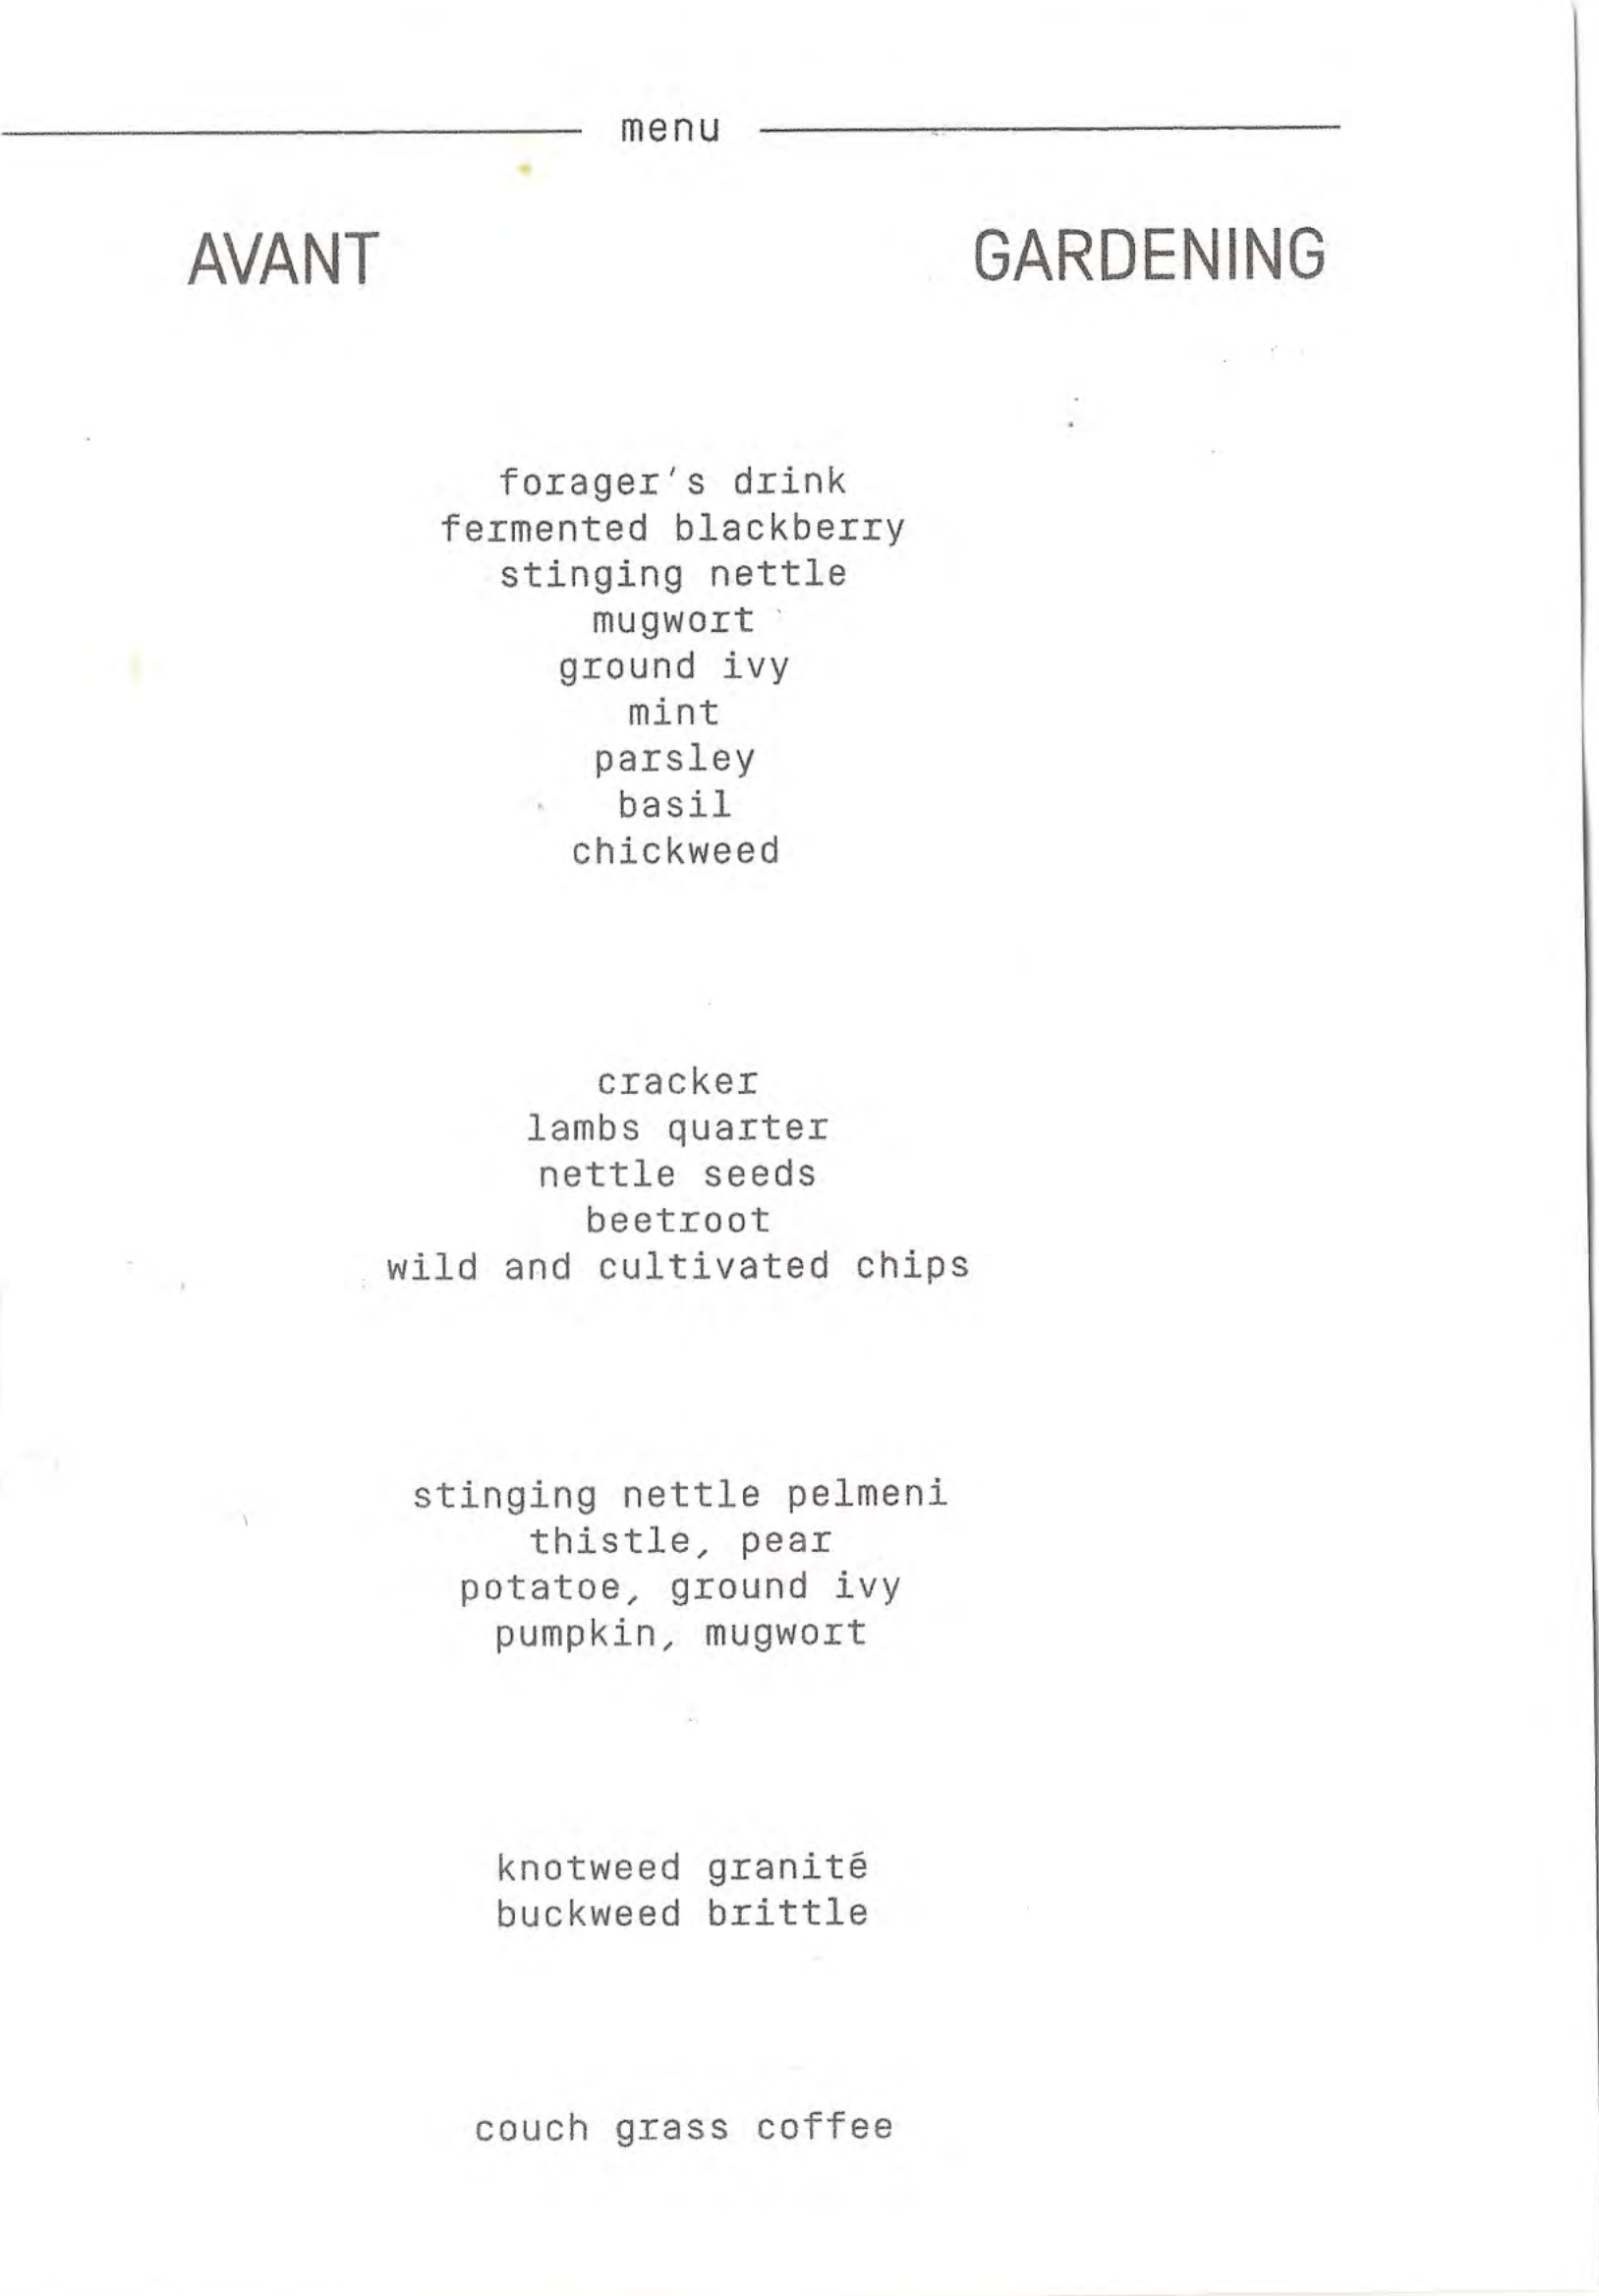 menu
AVANT GARDENING
forager's drink
fermented blackberry
stinging nettle
mugwort
ground ivy
mint
parsley
basil
chickweed
cracker
lambs quarter
nettle seeds
beetroot
wild and cultivated chips
stinging nettle pelmeni
thistle, pear
potatoe, ground ivy
pumpkin, mugwort
knotweed granité
buckweed brittle
couch grass coffee